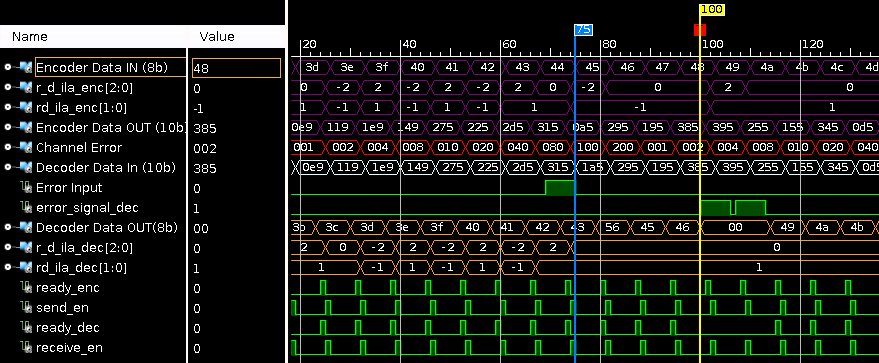 100
75
Name Value
20 40 60 80 100 120
Encoder Data IN (8b) 48 3d 3e 3f 40 41 42 43 44 45 46 47 48 49 4a 4b 4c 4d
r_d_ila_enc[2:0] 0 0 -2 2 -2 2 2 0 -2 0 2 0
rd_ila_enc[1:0] -1 1 -1 1 -1 1 -1 1 -1 1
Encoder Data OUT (10b) 385 0e9 119 1e9 149 275 225 2d5 315 0a5 295 195 385 395 255 155 345 0d5
Channel Error 002 001 002 004 008 010 020 040 080 100 200 001 002 004 008 010 020 040
Decoder Data In (10b) 385 0e9 119 1e9 149 275 225 2d5 315 1a5 295 195 385 395 255 155 345 0d5
Error Input 0
error_signal_dec 1
Decoder Data OUT(8b) 00 3b 3c 3d 3e 3f 40 41 42 43 56 45 46 00 49 4a 4b
r_d_ila_dec[2:0] 0 2 0 -2 2 -2 2 -2 2 0
rd_ila_dec[1:0] 1 1 -1 1 -1 1 -1 1
ready_enc 0
send_en 0
ready_dec 0
receive_en 0